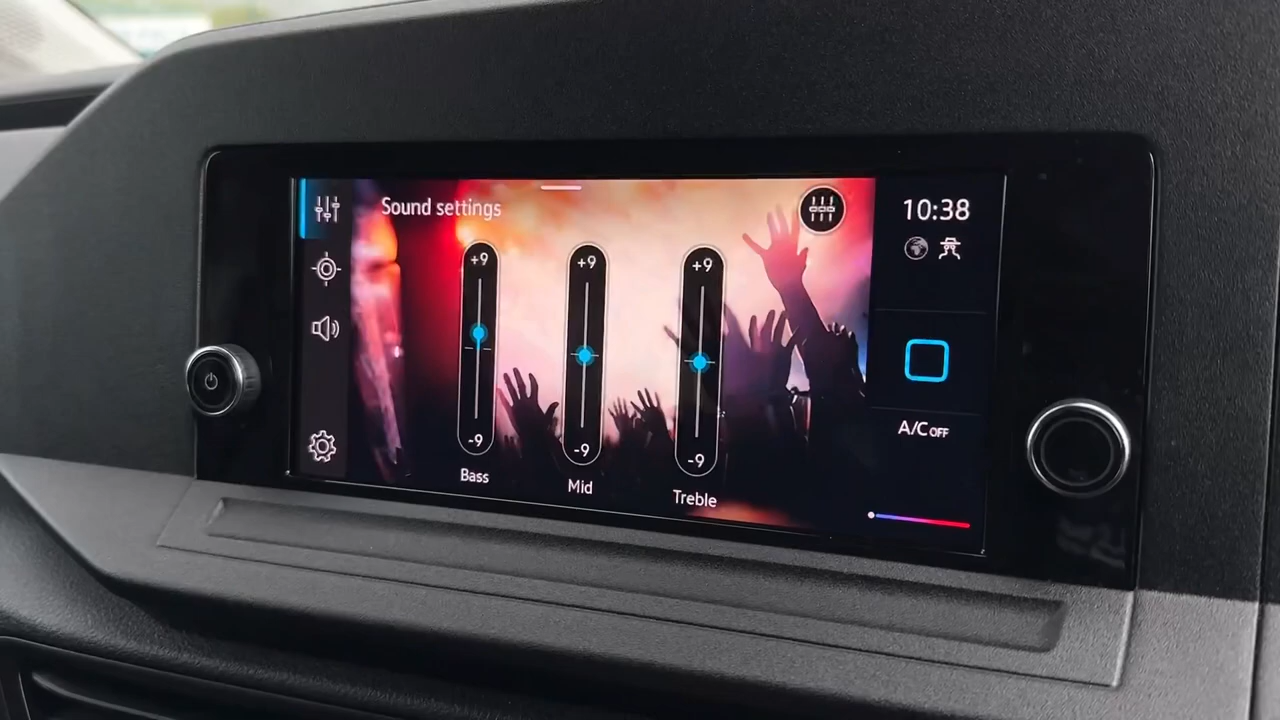 Sound settings
10:38
+9
+9
+9
-9
-9
-9
Bass
Mid
Treble
A/C OFF